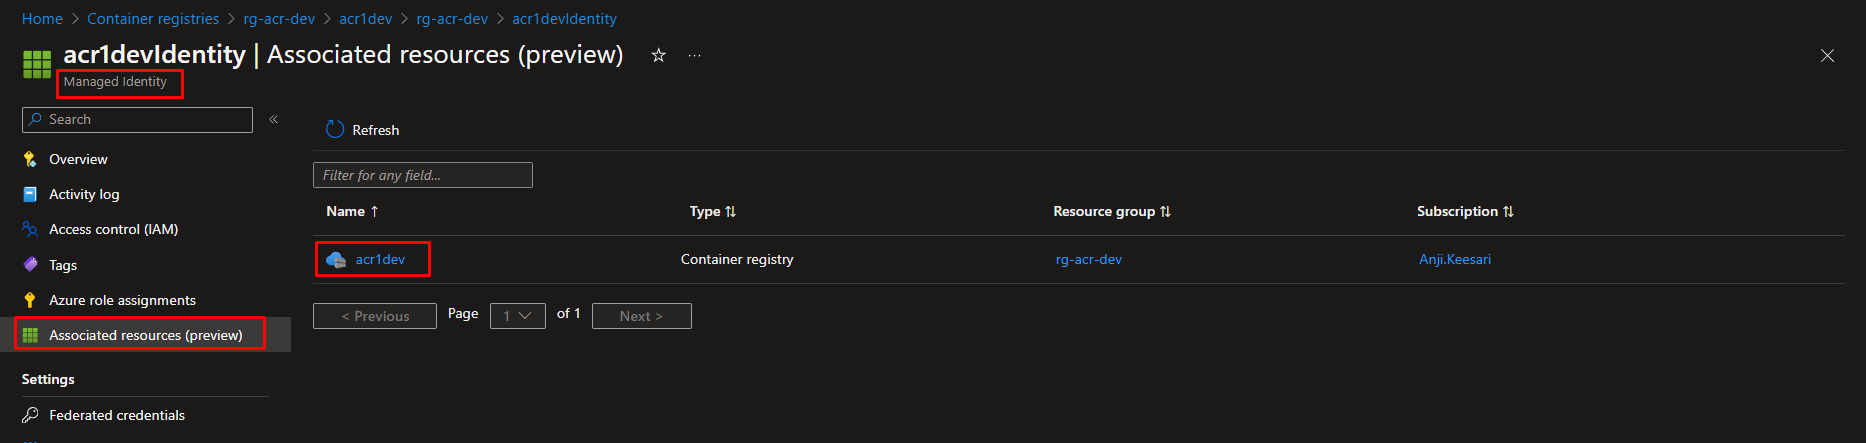 Home > Container registries > rg-acr-dev > acr1dev > rg-acr-dev > acr1devIdentity
acr1devIdentity | Associated resources (preview) ☆ ...
Managed Identity
Search «
Overview
Activity log
Access control (IAM)
Tags
Azure role assignments
Associated resources (preview)
Settings
Federated credentials
Refresh
Filter for any field...
Name ↑ Type ↑↓ Resource group ↑↓ Subscription ↑↓
acr1dev Container registry rg-acr-dev Anji.Keesari
< Previous Page 1 of 1 Next >